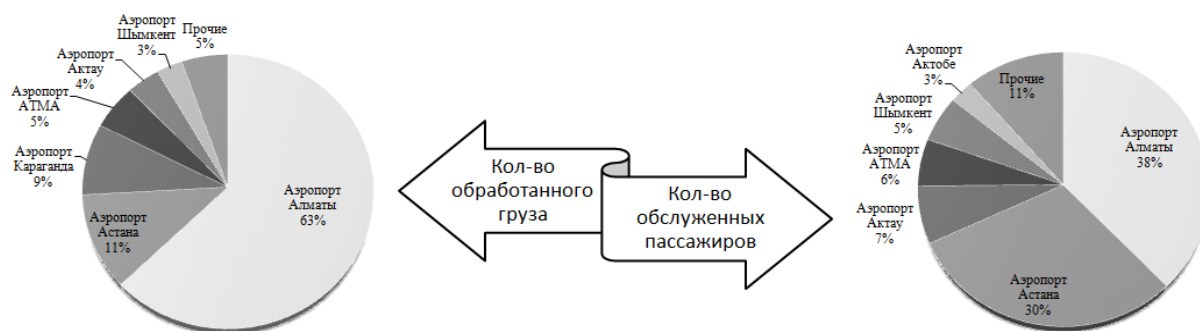 Аэропорт
Шымкент
3%
Прочие
5%
Аэропорт
Актау
4%
Аэропорт
АТМА
5%
Аэропорт
Караганда
9%
Аэропорт
Астана
11%
Аэропорт
Алматы
63%
Кол-во
обработанного
груза
Кол-во
обслуженных
пассажиров
Аэропорт
Актобе
3%
Прочие
11%
Аэропорт
Шымкент
5%
Аэропорт
АТМА
6%
Аэропорт
Актау
7%
Аэропорт
Алматы
38%
Аэропорт
Астана
30%